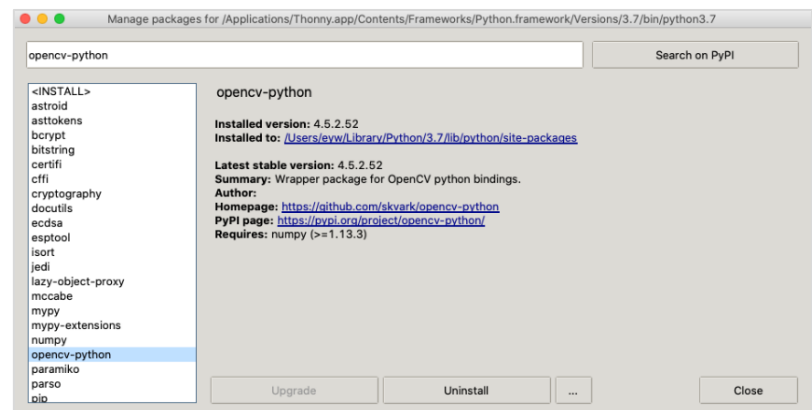 Manage packages for /Applications/Thonny.app/Contents/Frameworks/Python.framework/Versions/3.7/bin/python3.7
opencv-python
Search on PyPI
<INSTALL>
astroid
asttokens
bcrypt
bitstring
certifi
cffi
cryptography
docutils
ecdsa
esptool
isort
jedi
lazy-object-proxy
mccabe
mypy
mypy-extensions
numpy
opencv-python
paramiko
parso
pip
opencv-python
Installed version: 4.5.2.52
Installed to: /Users/eyw/Library/Python/3.7/lib/python/site-packages
Latest stable version: 4.5.2.52
Summary: Wrapper package for OpenCV python bindings.
Author:
Homepage: https://github.com/skvark/opencv-python
PyPI page: https://pypi.org/project/opencv-python/
Requires: numpy (>=1.13.3)
Upgrade
Uninstall
...
Close